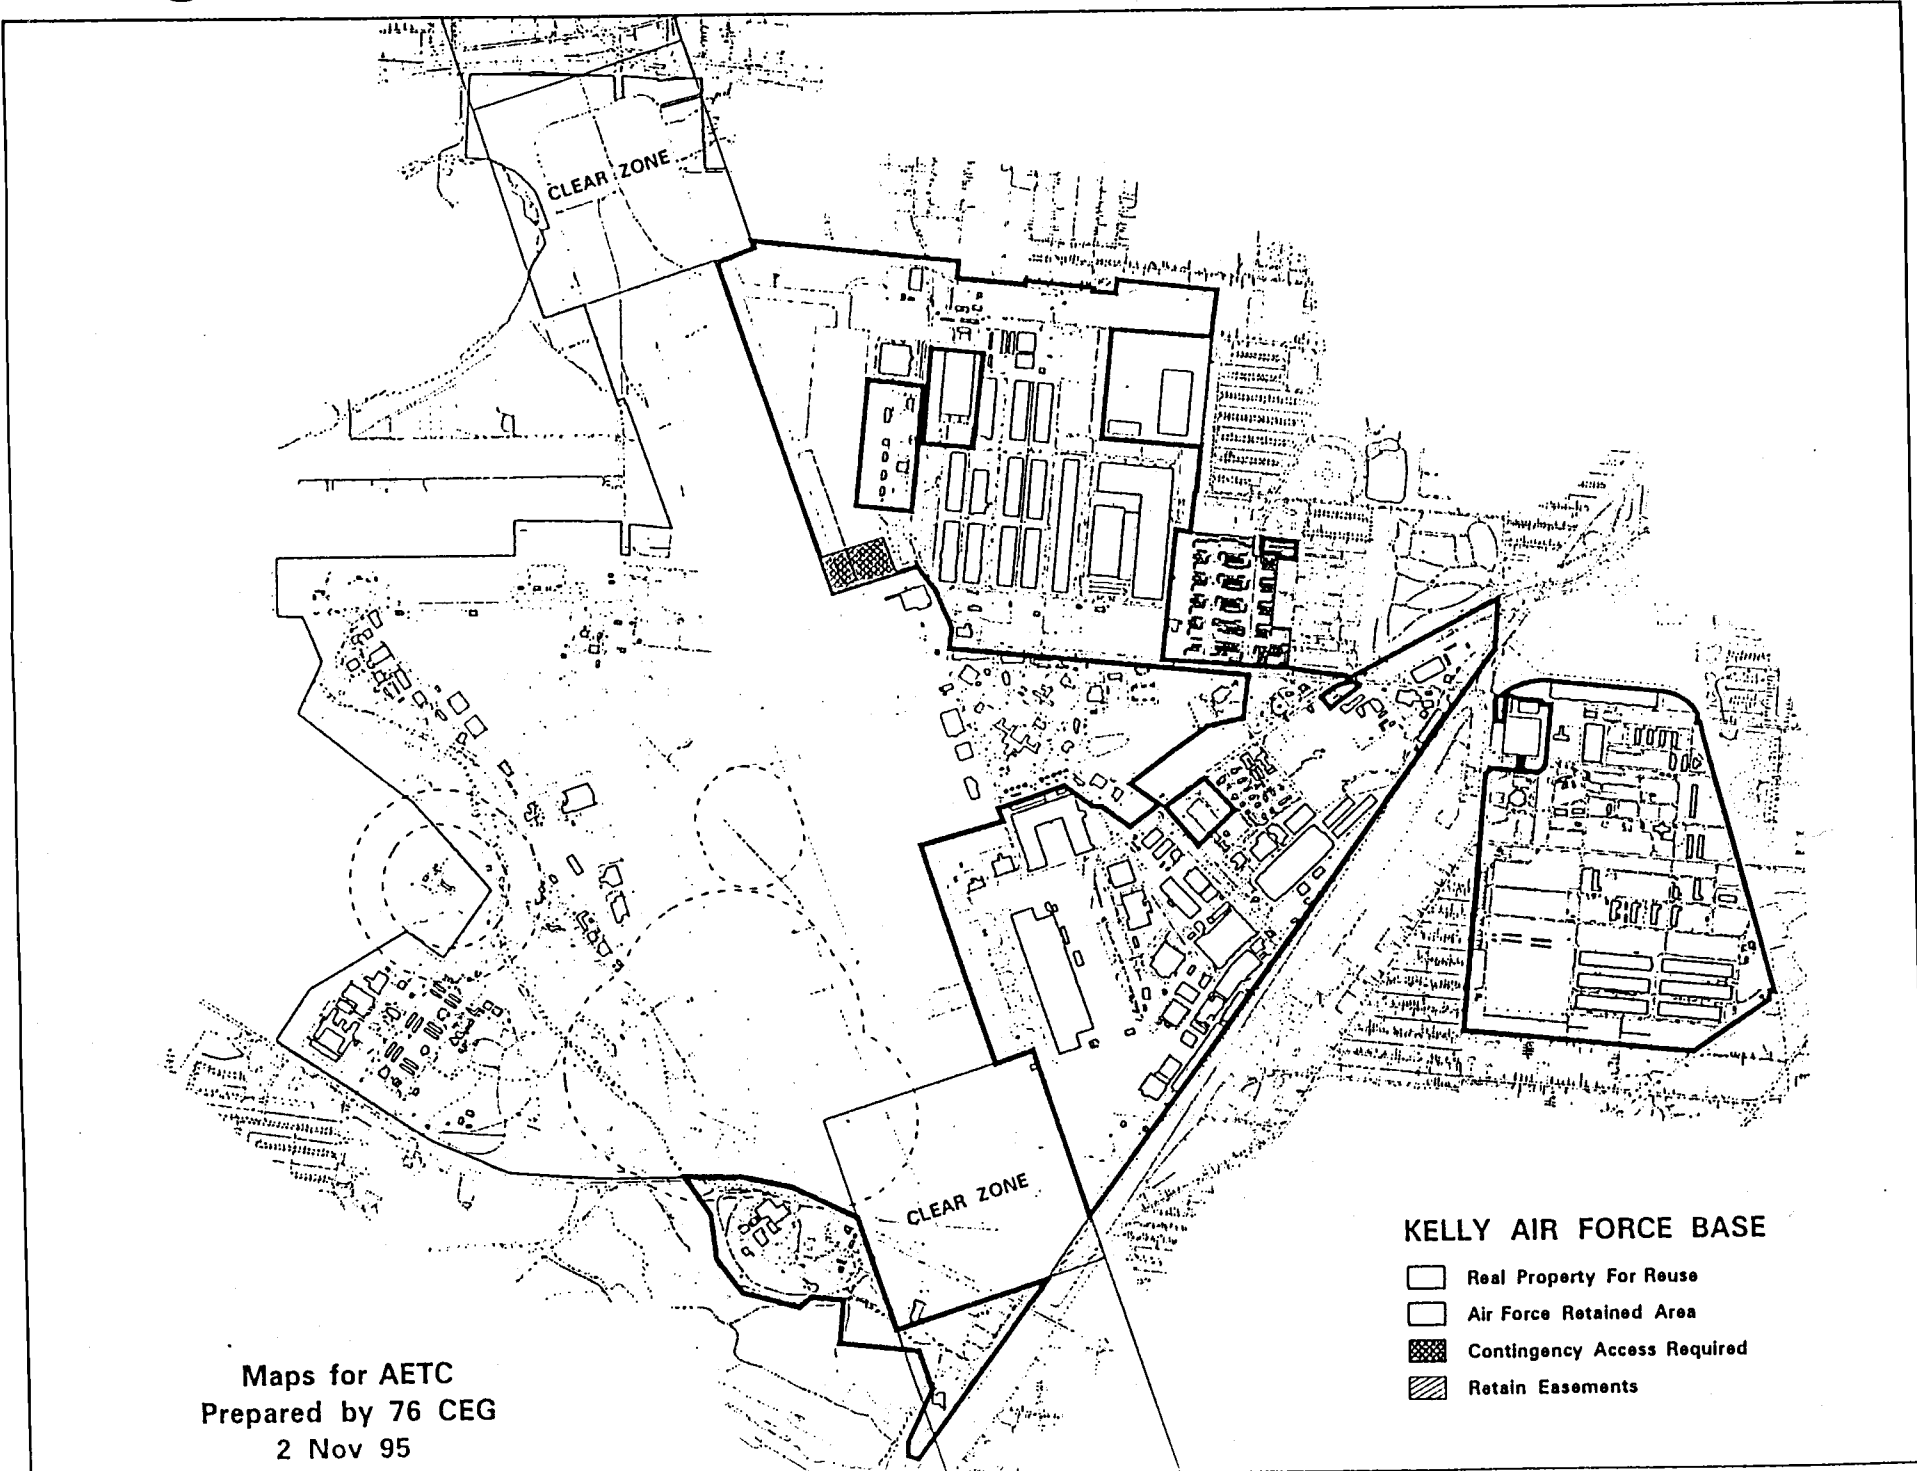 CLEAR ZONE
CLEAR ZONE
KELLY AIR FORCE BASE
Real Property For Reuse
Air Force Retained Area
Contingency Access Required
Retain Easements
Maps for AETC
Prepared by 76 CEG
2 Nov 95